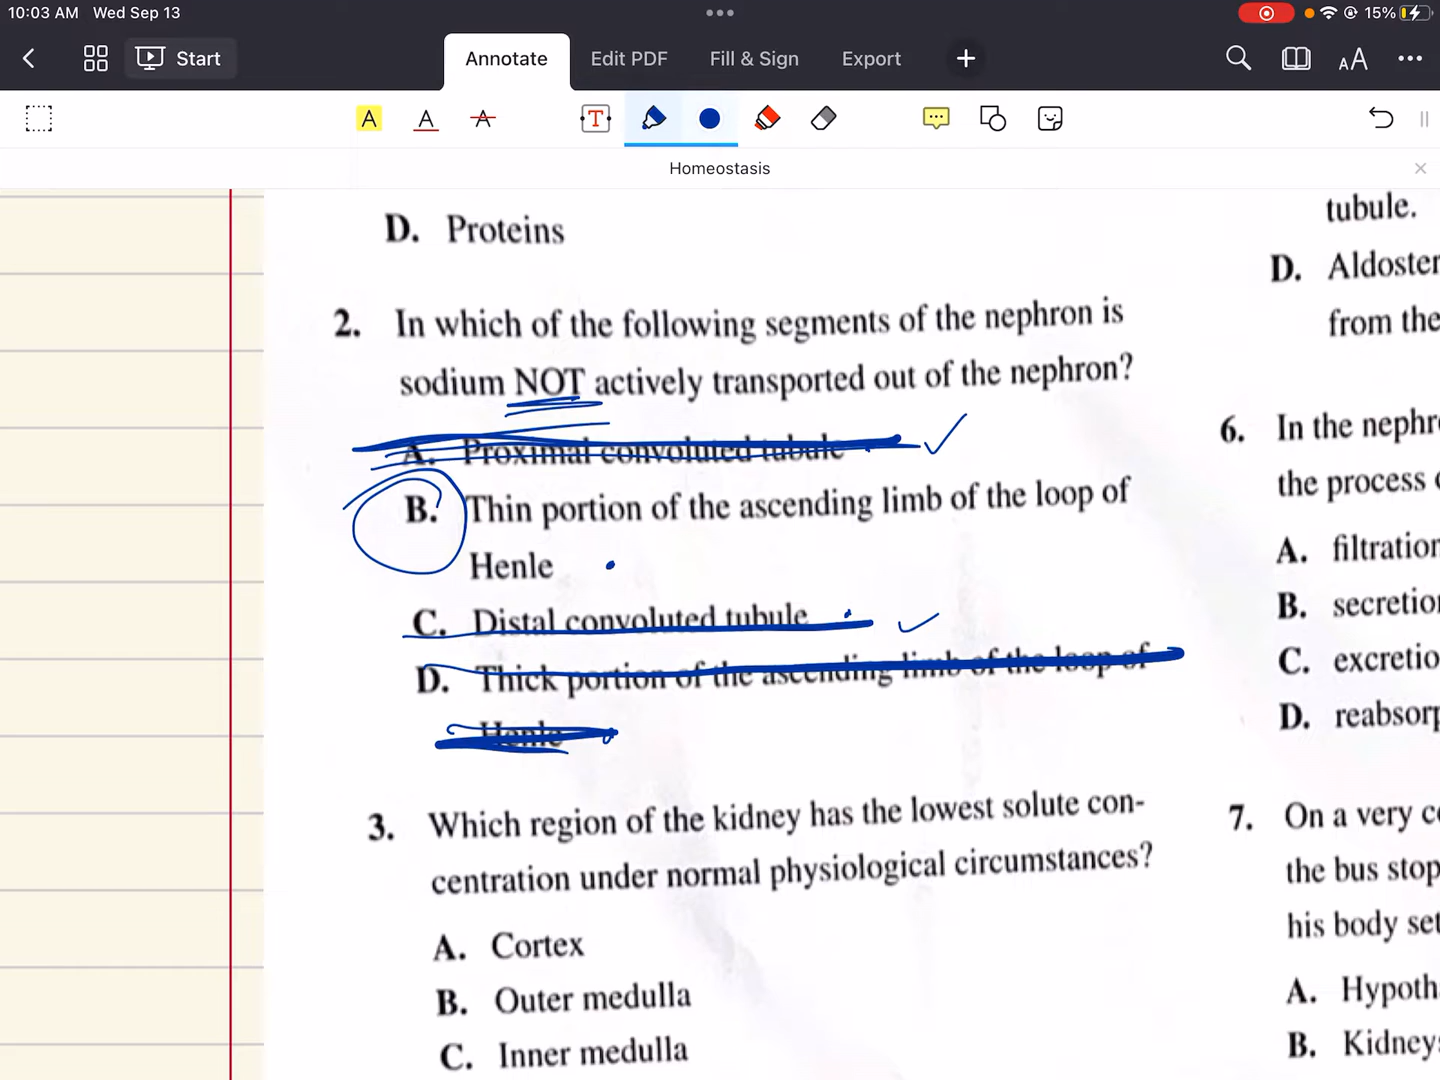 10:03 AM Wed Sep 13
15%
Start
Annotate
Edit PDF
Fill & Sign
Export
Homeostasis
D. Proteins
2. In which of the following segments of the nephron is
sodium NOT actively transported out of the nephron?
A. Proximal convoluted tubule
B. Thin portion of the ascending limb of the loop of
Henle
C. Distal convoluted tubule
D. Thick portion of the ascending limb of the loop of
Henle
3. Which region of the kidney has the lowest solute con-
centration under normal physiological circumstances?
A. Cortex
B. Outer medulla
C. Inner medulla
tubule.
D. Aldoster
from the
6. In the nephr
the process
A. filtration
B. secretio
C. excretio
D. reabsorp
7. On a very c
the bus stop
his body set
A. Hypoth
B. Kidney